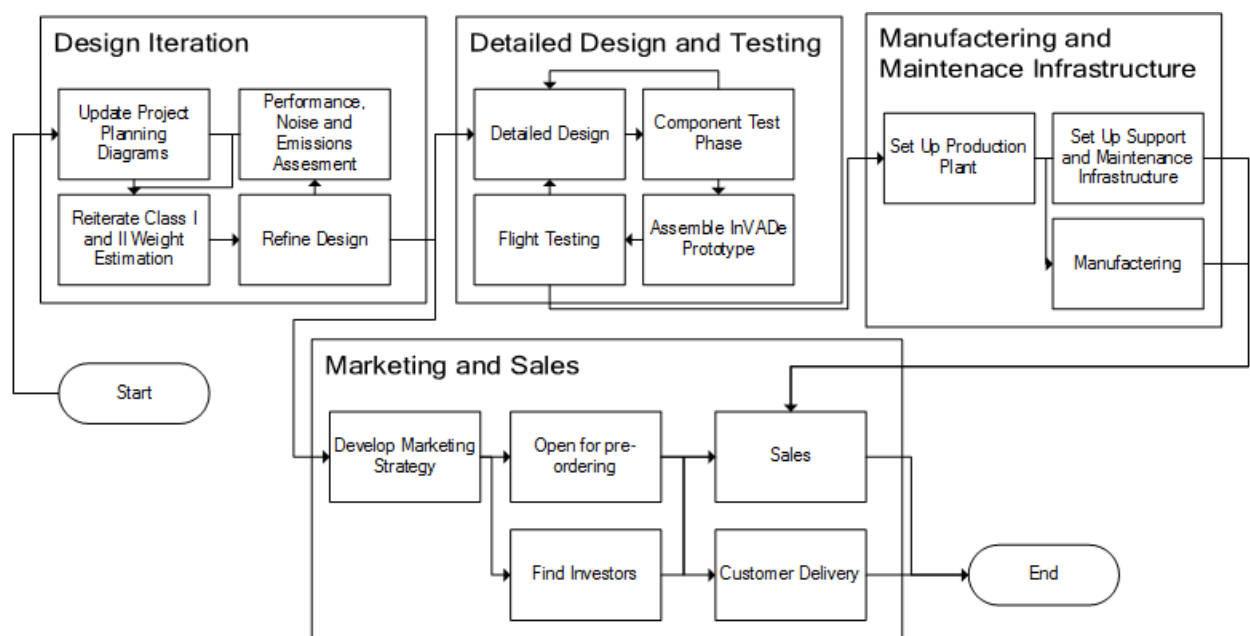 Design Iteration
Update Project
Planning
Diagrams
Performance,
Noise and
Emissions
Assesment
Reiterate Class I
and II Weight
Estimation
Refine Design
Detailed Design and Testing
Detailed Design
Component Test
Phase
Flight Testing
Assemble InVADe
Prototype
Manufactering and
Maintenace Infrastructure
Set Up Production
Plant
Set Up Support
and Maintenance
Infrastructure
Manufactering
Start
Marketing and Sales
Develop Marketing
Strategy
Open for pre-
ordering
Sales
Find Investors
Customer Delivery
End